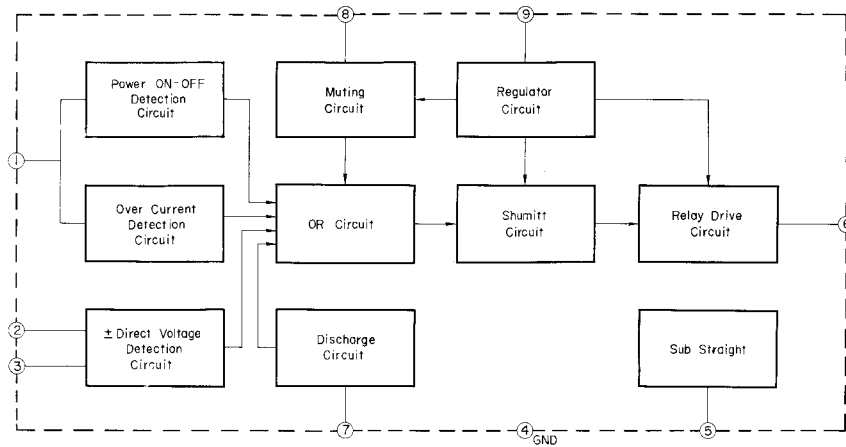 8
9
Power ON-OFF
Detection
Circuit
Muting
Circuit
Regulator
Circuit
1
Over Current
Detection
Circuit
OR Circuit
Shumitt
Circuit
Relay Drive
Circuit
6
2
3
± Direct Voltage
Detection
Circuit
Discharge
Circuit
Sub Straight
7
4
GND
5